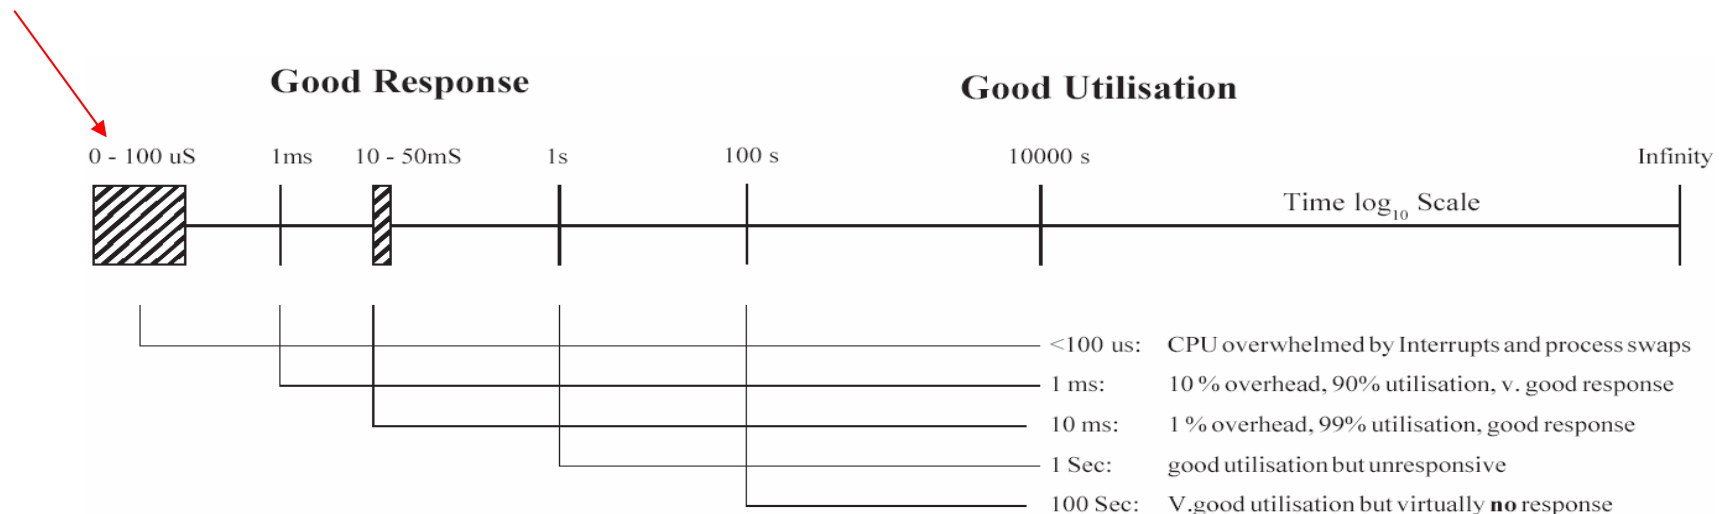 Good Response
Good Utilisation
0 - 100 uS
1ms
10 - 50mS
1s
100 s
10000 s
Infinity
Time log10 Scale
<100 us: CPU overwhelmed by Interrupts and process swaps
1 ms: 10 % overhead, 90% utilisation, v. good response
10 ms: 1 % overhead, 99% utilisation, good response
1 Sec: good utilisation but unresponsive
100 Sec: V.good utilisation but virtually no response